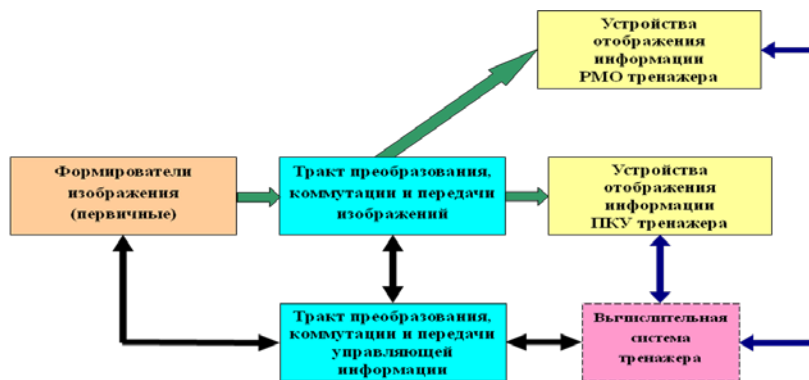 Устройства
отображения
информации
РМО тренажера
Формирователи
изображения
(первичные)
Тракт преобразования,
коммутации и передачи
изображений
Устройства
отображения
информации
ПКУ тренажера
Тракт преобразования,
коммутации и передачи
управляющей
информации
Вычислительная
система
тренажера